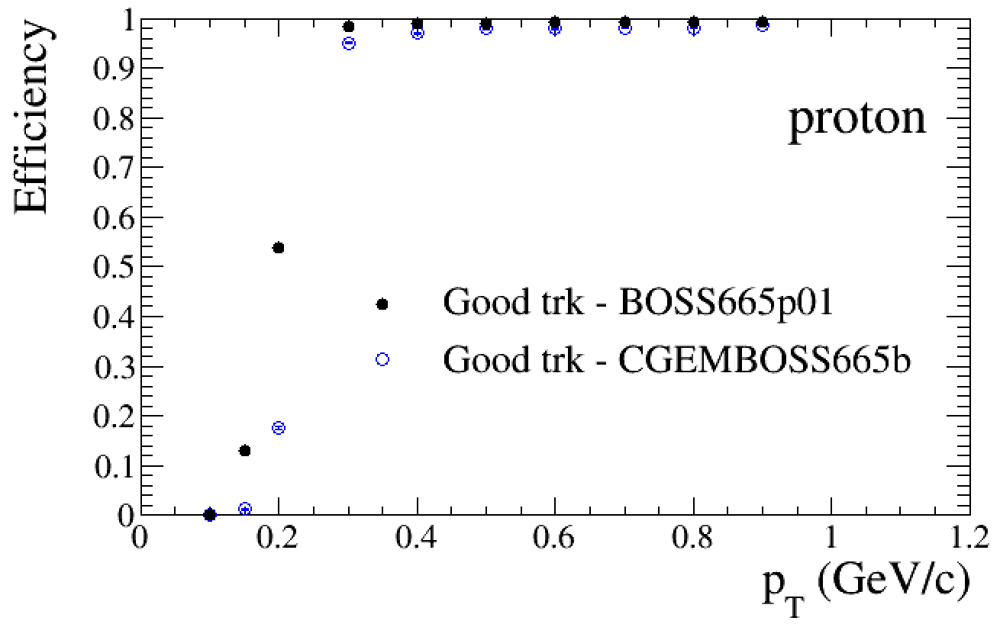 Efficiency
1
0.9
0.8
0.7
0.6
0.5
0.4
0.3
0.2
0.1
0
proton
Good trk - BOSS665p01
Good trk - CGEMBOSS665b
0 0.2 0.4 0.6 0.8 1 1.2
p_T (GeV/c)